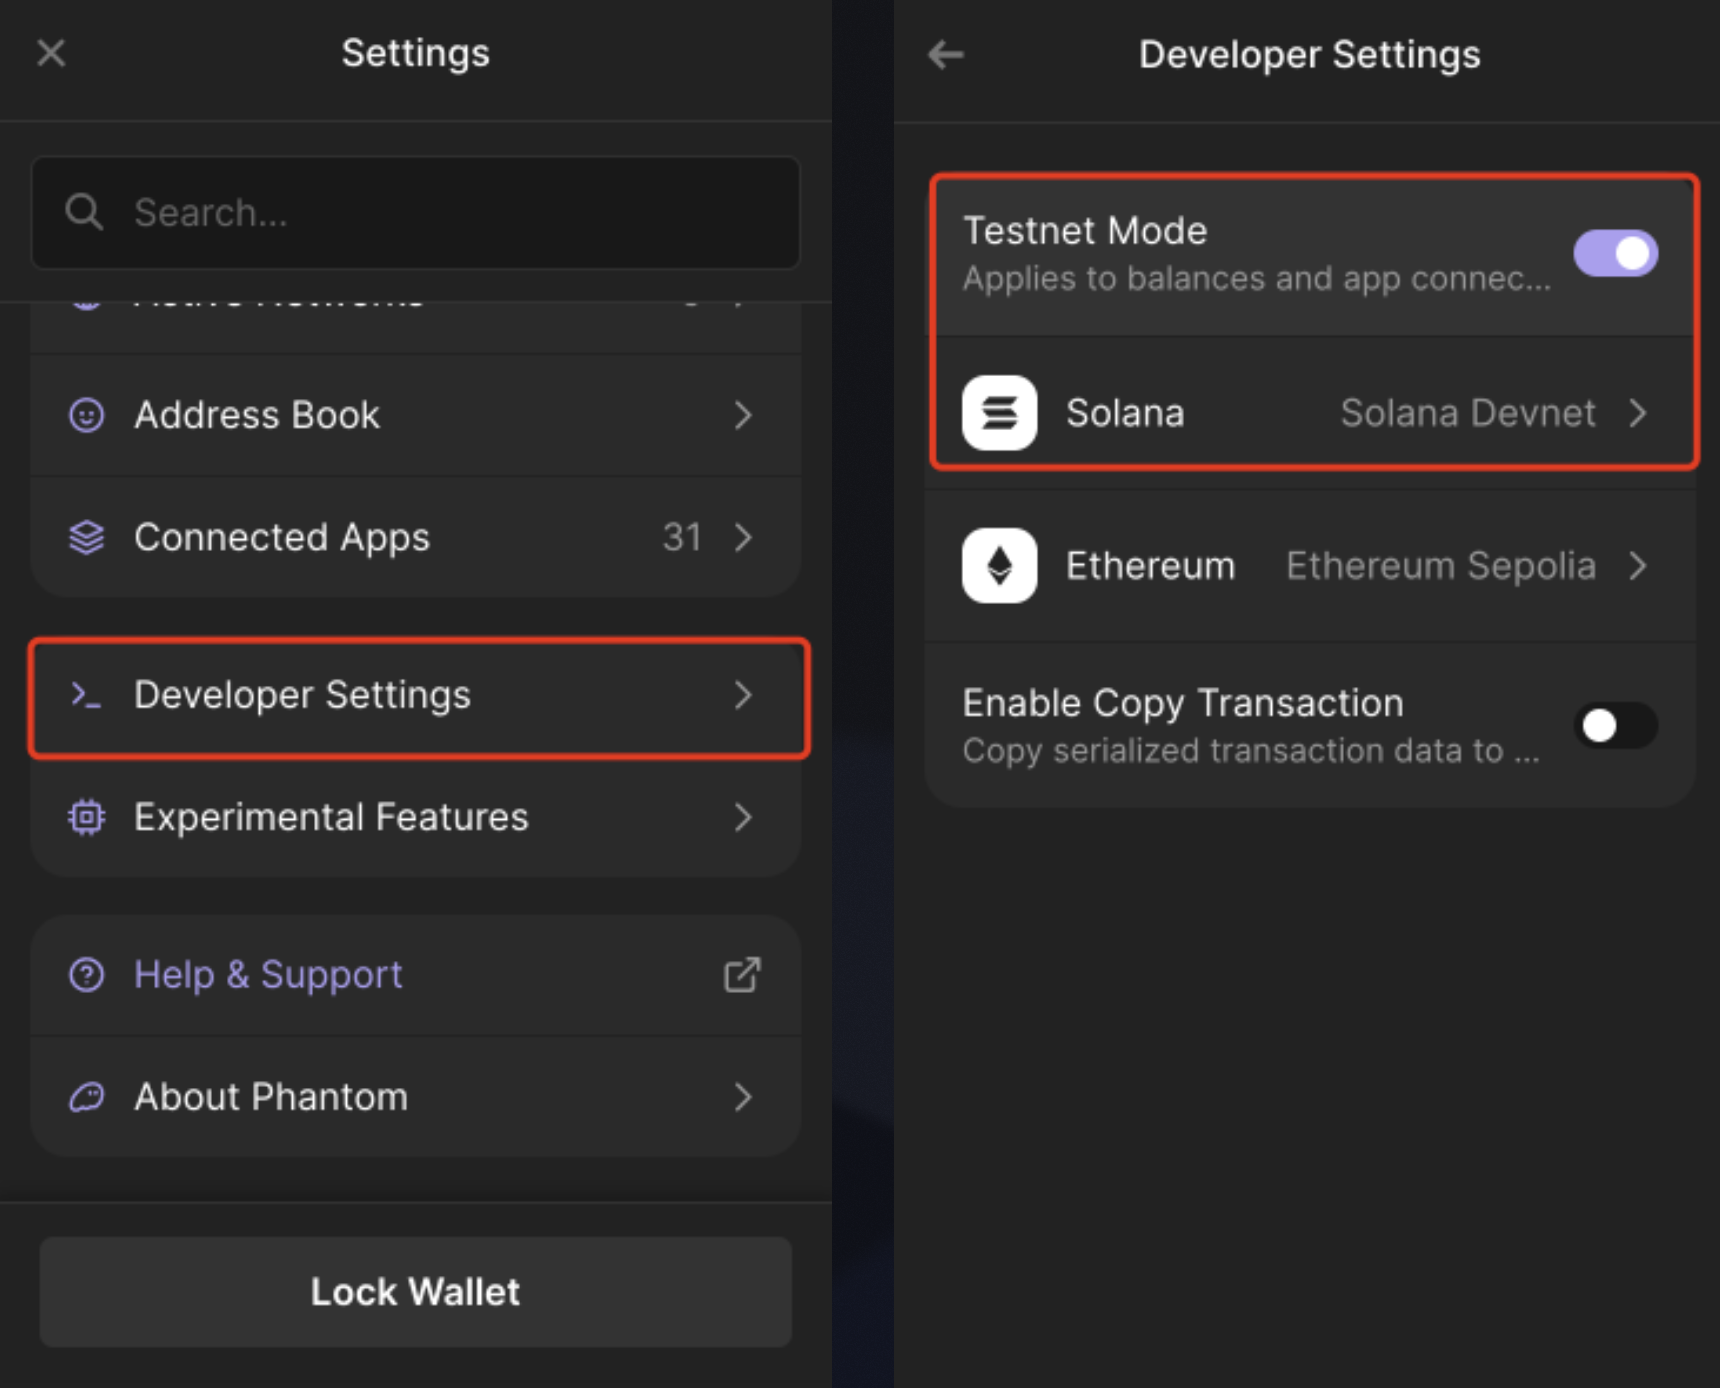 Settings
Search...
Active Networks
Address Book
Connected Apps 31
Developer Settings
Experimental Features
Help & Support
About Phantom
Lock Wallet
Developer Settings
Testnet Mode
Applies to balances and app connec...
Solana Solana Devnet
Ethereum Ethereum Sepolia
Enable Copy Transaction
Copy serialized transaction data to ...